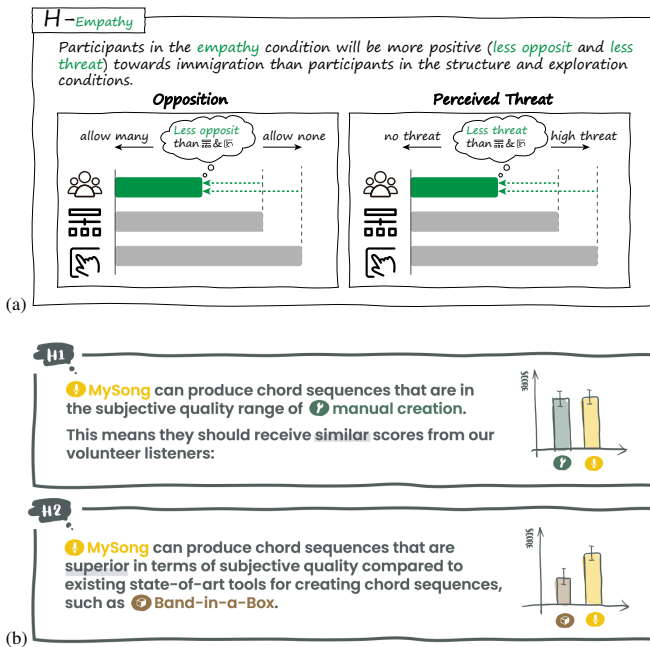 H-Empathy
Participants in the empathy condition will be more positive (less opposit and less
threat) towards immigration than participants in the structure and exploration
conditions.
Opposition
Perceived Threat
allow many
Less opposit
than & 
allow none
no threat
Less threat
than & 
high threat
(a)
H1
MySong can produce chord sequences that are in
the subjective quality range of manual creation.
This means they should receive similar scores from our
volunteer listeners:
SCORE
H2
MySong can produce chord sequences that are
superior in terms of subjective quality compared to
existing state-of-art tools for creating chord sequences,
such as Band-in-a-Box.
SCORE
(b)